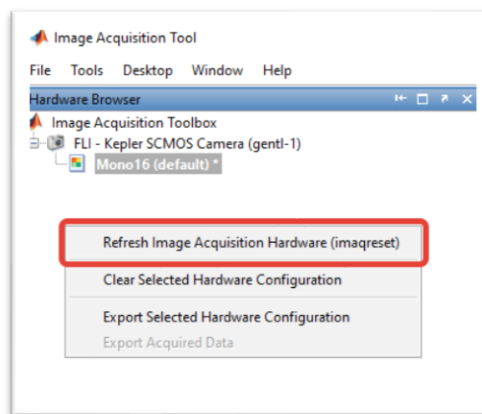 Image Acquisition Tool
File Tools Desktop Window Help
Hardware Browser
Image Acquisition Toolbox
FLI - Kepler SCMOS Camera (gentl-1)
Mono16 (default) *
Refresh Image Acquisition Hardware (imaqreset)
Clear Selected Hardware Configuration
Export Selected Hardware Configuration
Export Acquired Data